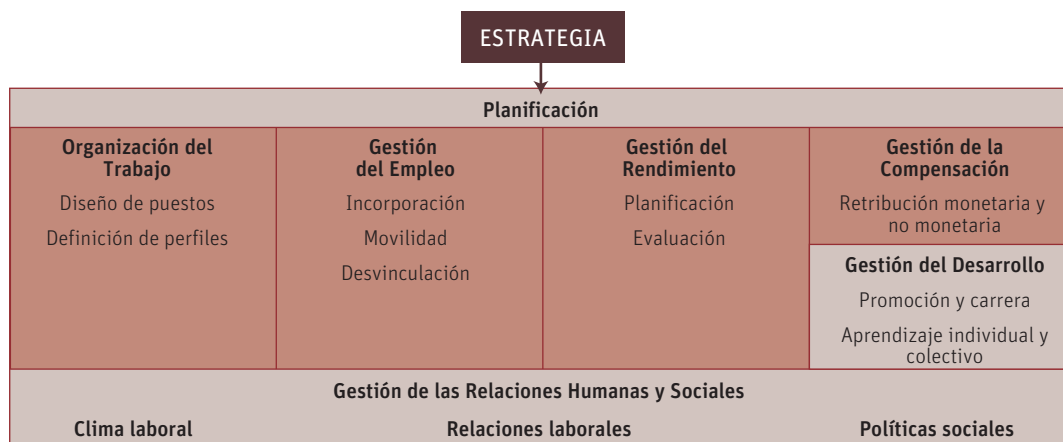 ESTRATEGIA
Planificación
Organización del
Trabajo
Diseño de puestos
Definición de perfiles
Gestión
del Empleo
Incorporación
Movilidad
Desvinculación
Gestión del
Rendimiento
Planificación
Evaluación
Gestión de la
Compensación
Retribución monetaria y
no monetaria
Gestión del Desarrollo
Promoción y carrera
Aprendizaje individual y
colectivo
Gestión de las Relaciones Humanas y Sociales
Clima laboral
Relaciones laborales
Políticas sociales